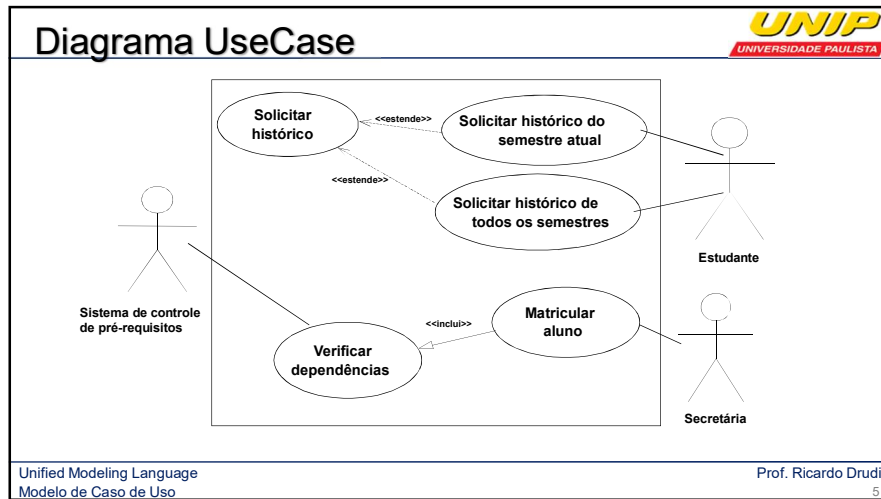 Diagrama UseCase
UNIP
UNIVERSIDADE PAULISTA
Solicitar
histórico
<<estende>>
Solicitar histórico do
semestre atual
<<estende>>
Solicitar histórico de
todos os semestres
Estudante
Sistema de controle
de pré-requisitos
Verificar
dependências
<<inclui>>
Matricular
aluno
Secretária
Unified Modeling Language
Modelo de Caso de Uso
Prof. Ricardo Drudi
5